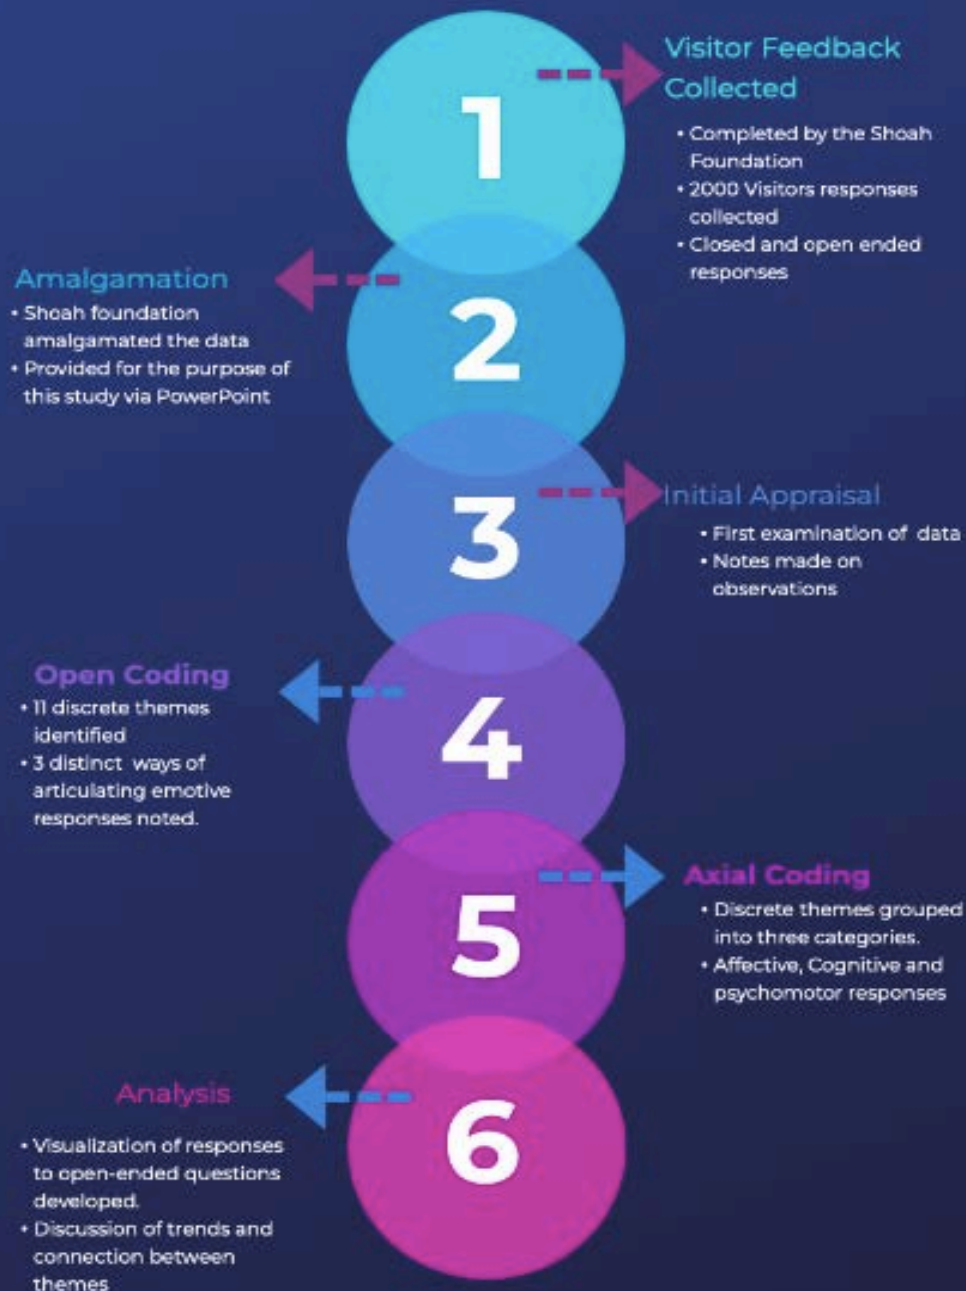 1
Visitor Feedback
Collected
• Completed by the Shoah
Foundation
• 2000 Visitors responses
collected
• Closed and open ended
responses
Amalgamation
• Shoah foundation
amalgamated the data
• Provided for the purpose of
this study via PowerPoint
2
3
Initial Appraisal
• First examination of data
• Notes made on
observations
Open Coding
• 11 discrete themes
identified
• 3 distinct ways of
articulating emotive
responses noted.
4
5
Axial Coding
• Discrete themes grouped
into three categories.
• Affective, Cognitive and
psychomotor responses
Analysis
• Visualization of responses
to open-ended questions
developed.
• Discussion of trends and
connection between
themes
6